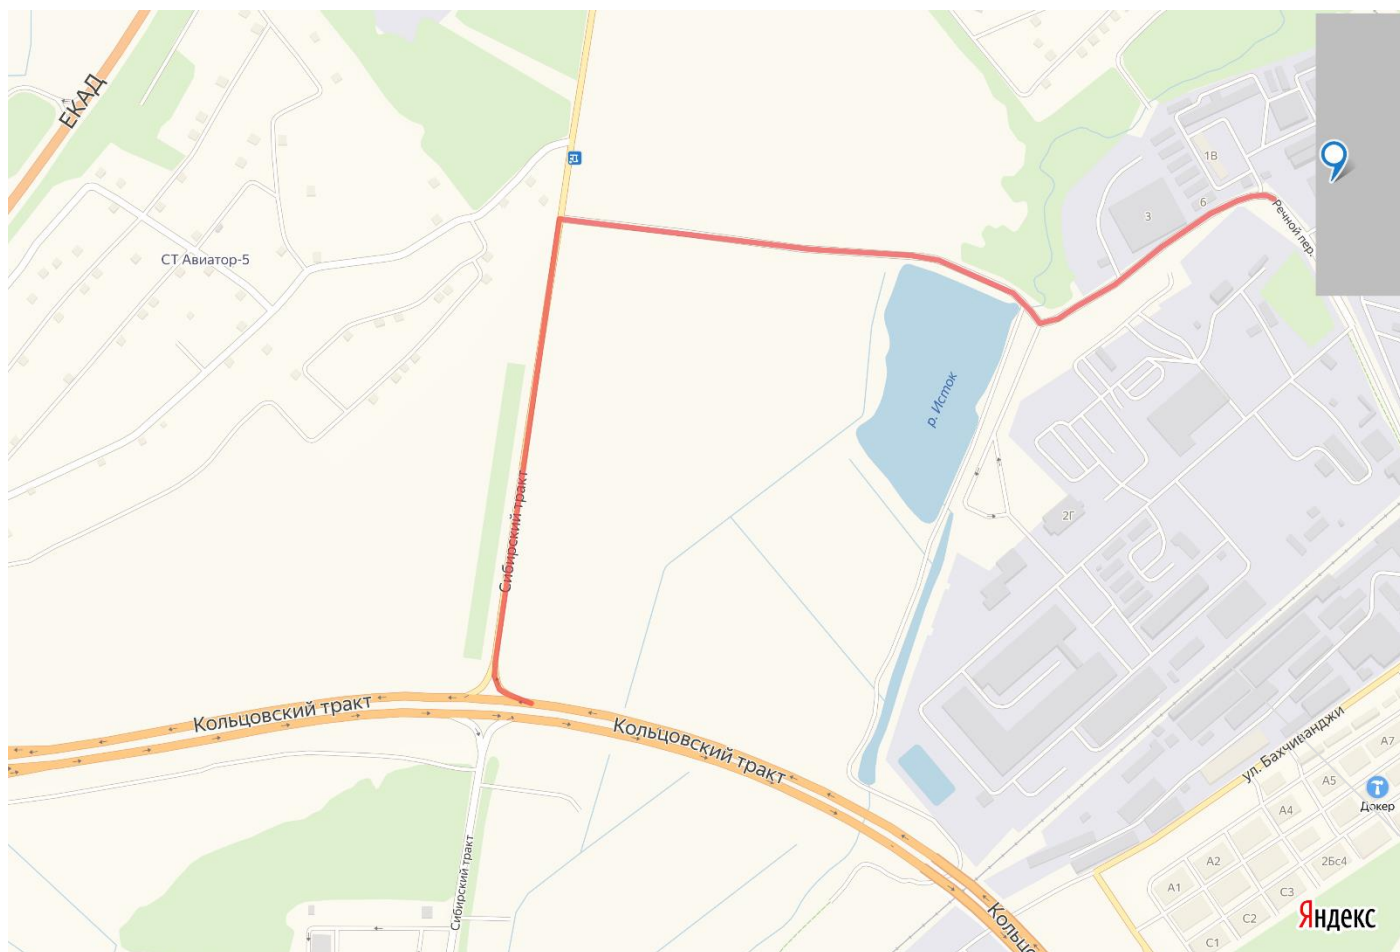 ЕКАД
1В
3
6
Речной пер.
СТ Авиатор-5
р. Исток
Сибирский тракт
2Г
Кольцовский тракт
Кольцовский тракт
ул. Бахчиванджи
А7
А5
А4
Докер
А2
А1
2Бс4
С3
С2
С1
Сибирский тракт
Кольцо
Яндекс